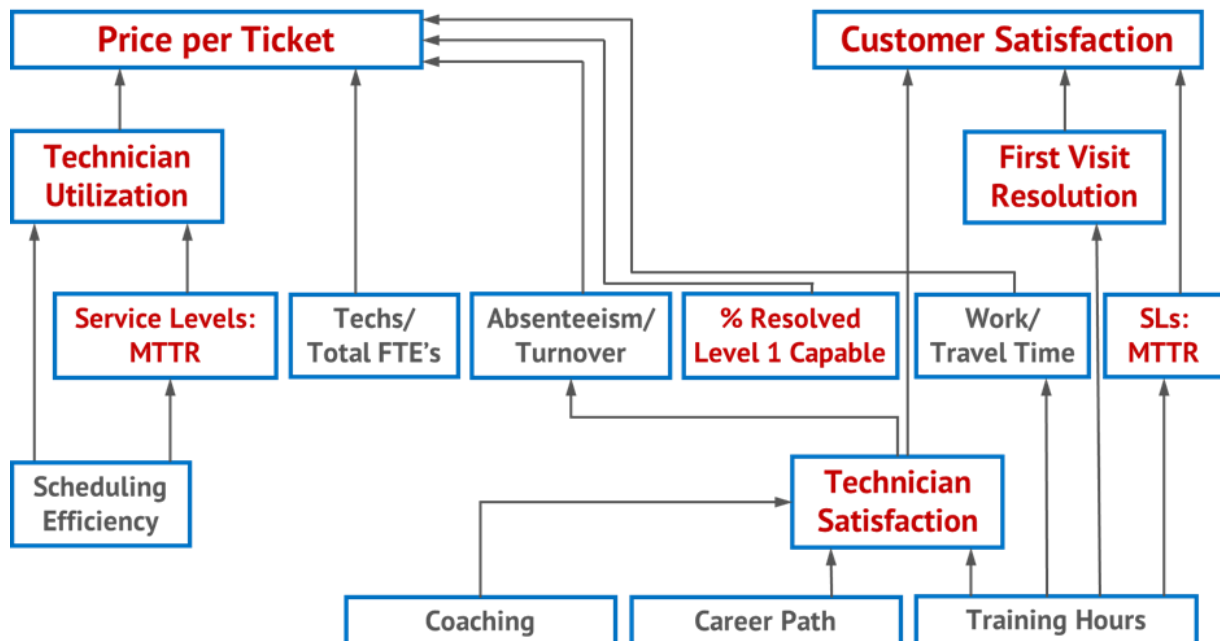 Price per Ticket
Customer Satisfaction
Technician
Utilization
First Visit
Resolution
Service Levels:
MTTR
Techs/
Total FTE's
Absenteeism/
Turnover
% Resolved
Level 1 Capable
Work/
Travel Time
SLs:
MTTR
Scheduling
Efficiency
Technician
Satisfaction
Coaching
Career Path
Training Hours